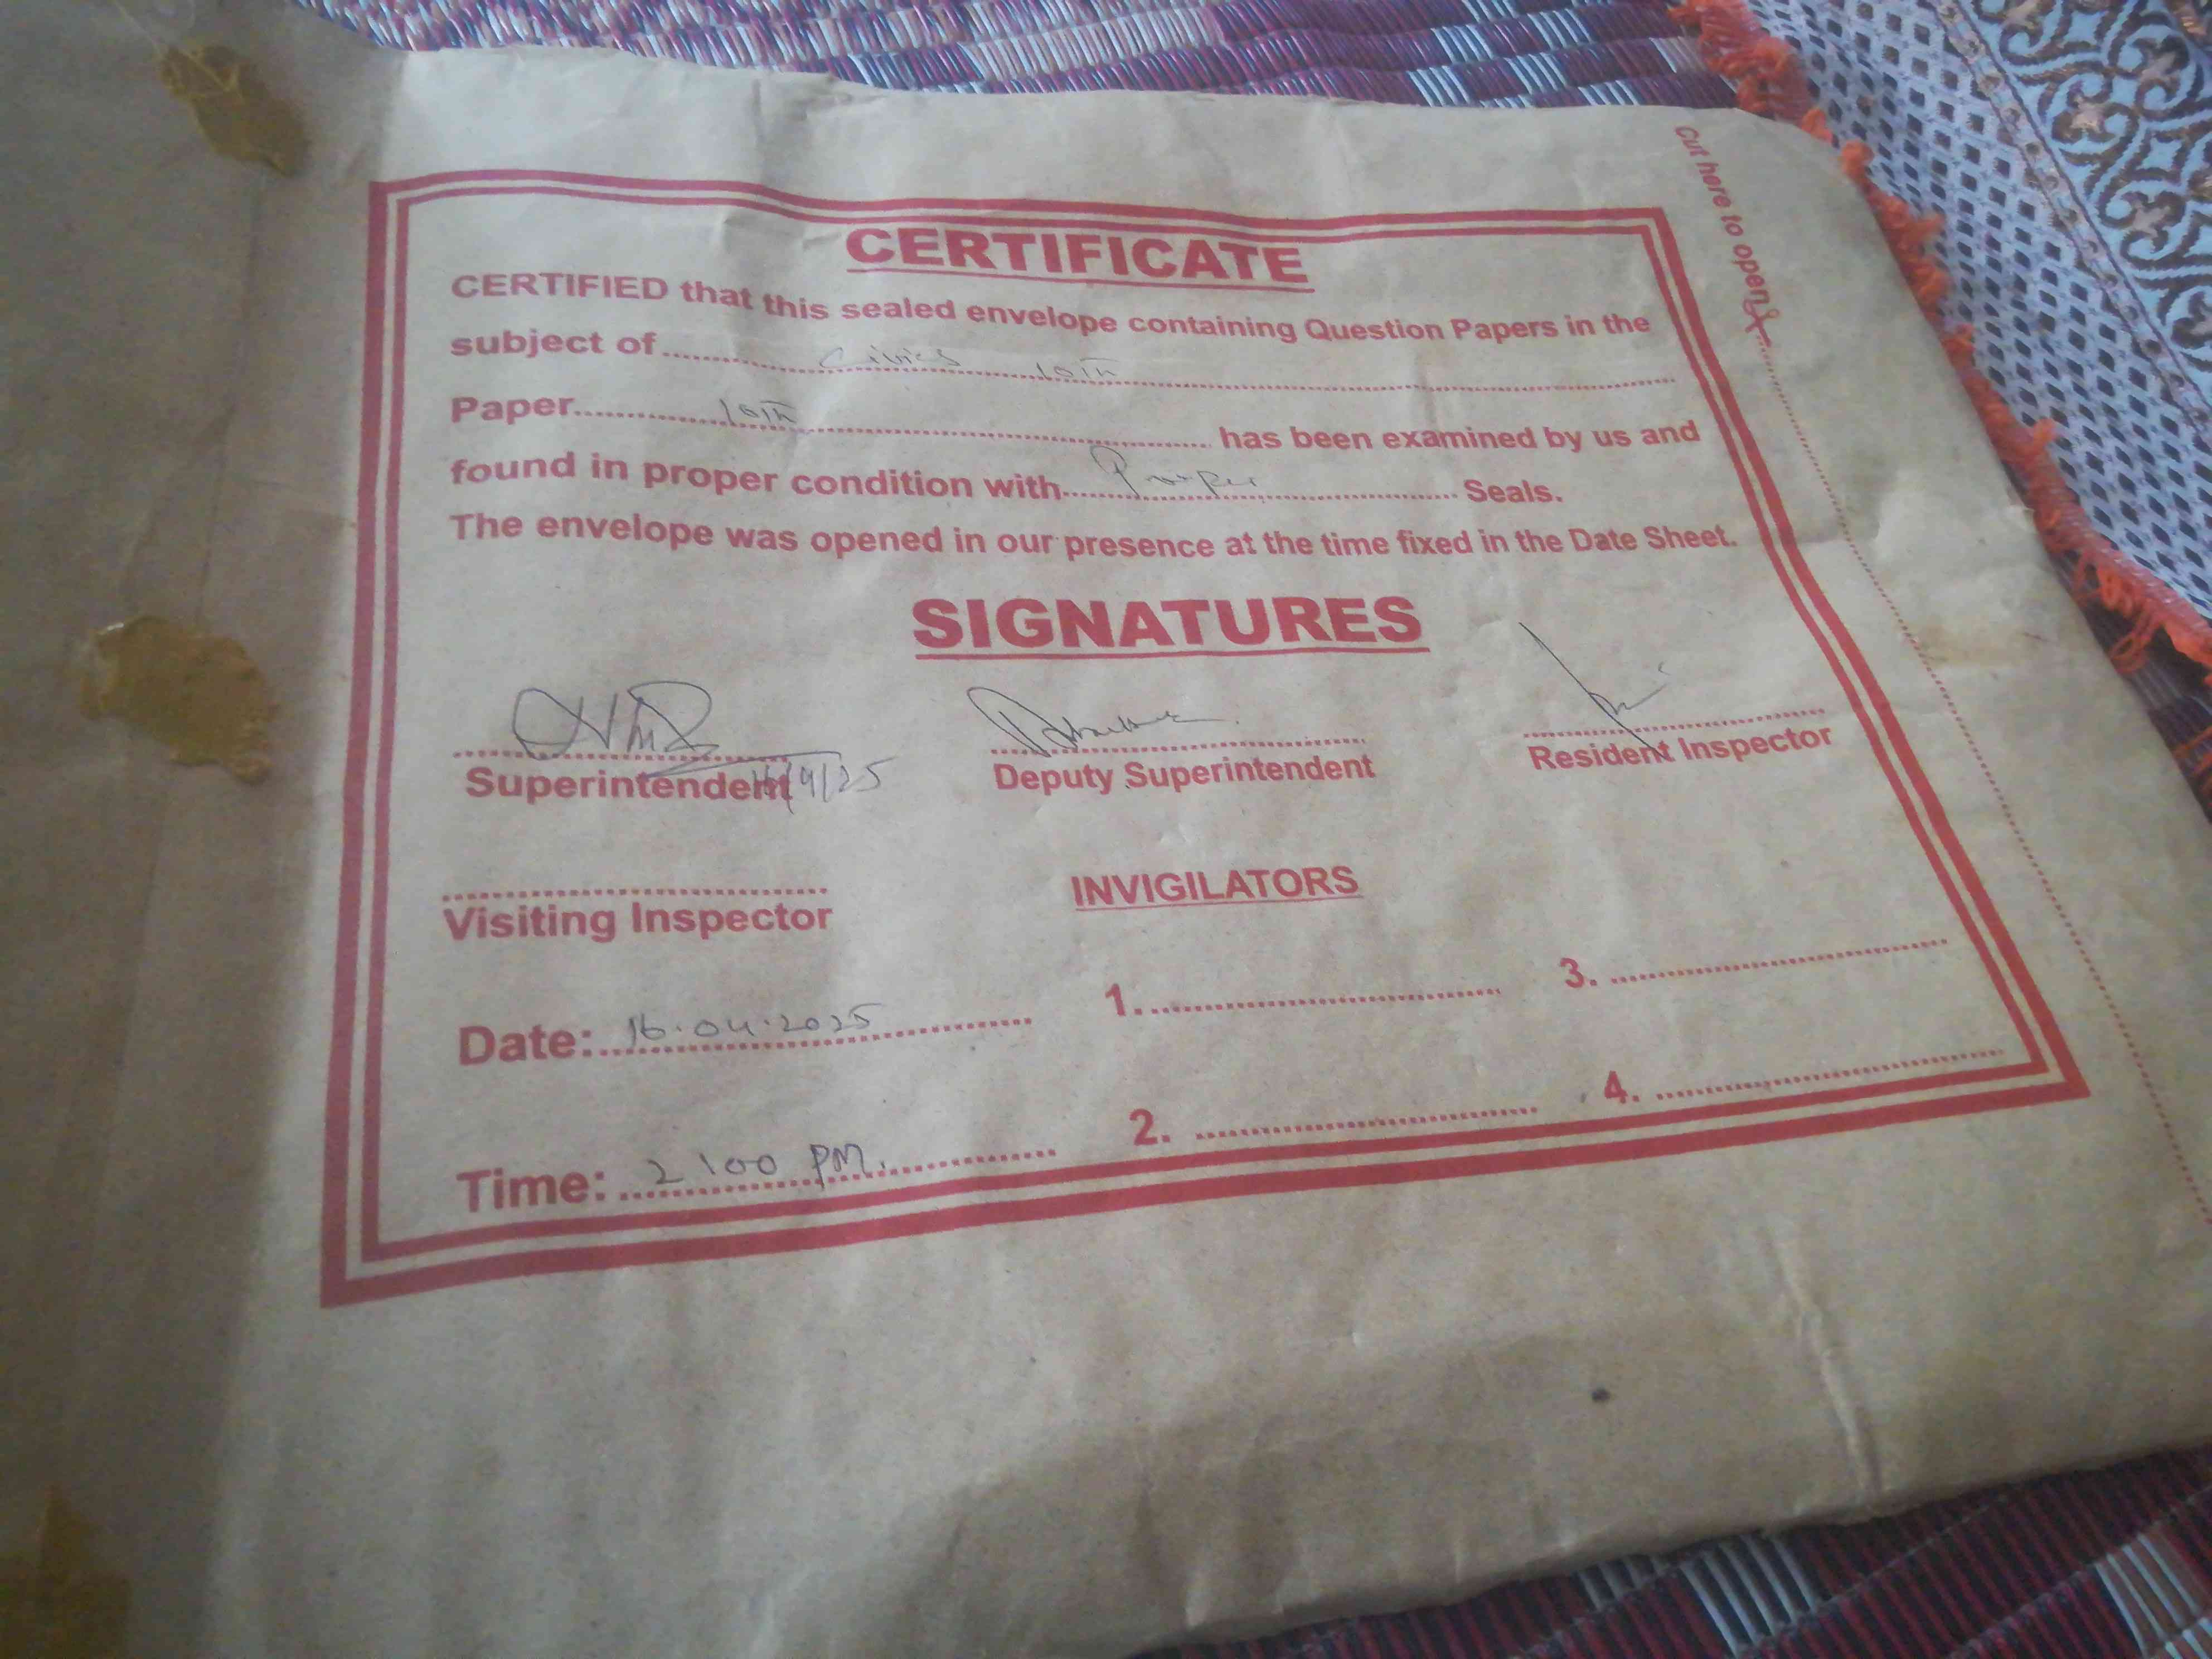 Cut here to open
CERTIFICATE
CERTIFIED that this sealed envelope containing Question Papers in the
subject of.......... Civics 10th
Paper.......... 10th .......... has been examined by us and
found in proper condition with.......... Proper .......... Seals.
The envelope was opened in our presence at the time fixed in the Date Sheet.
SIGNATURES
Superintendent /4/25
Deputy Superintendent
Resident Inspector
Visiting Inspector
INVIGILATORS
Date: 16.04.2025
1. ..........
3. ..........
Time: 2:00 PM.
2. ..........
4. ..........